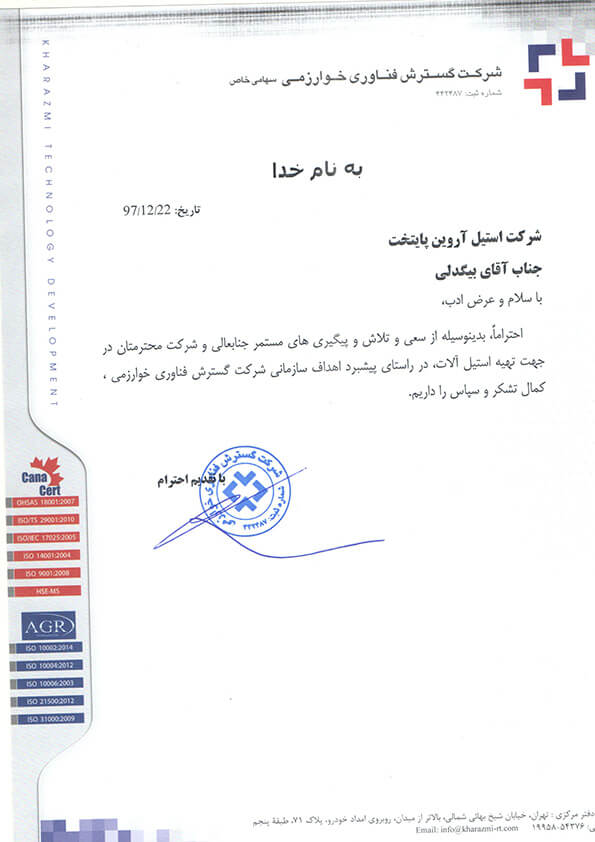 شرکت گسترش فناوری خوارزمی سهامی خاص
شماره ثبت: ۴۴۲۴۸۷
KHARAZMI TECHNOLOGY DEVELOPMENT
به نام خدا
تاریخ: 97/12/22
شرکت استیل آروین پایتخت
جناب آقای بیگدلی
با سلام و عرض ادب،
احتراماً، بدینوسیله از سعی و تلاش و پیگیری های مستمر جنابعالی و شرکت محترمتان در
جهت تهیه استیل آلات، در راستای پیشبرد اهداف سازمانی شرکت گسترش فناوری خوارزمی ،
کمال تشکر و سپاس را داریم.
با تقدیم احترام
شرکت گسترش فناوری خوارزمی
شماره ثبت: ۴۴۲۴۸۷
Cana
Cert
OHSAS 18001:2007
ISO/TS 29001:2010
ISO/IEC 17025:2005
ISO 14001:2004
ISO 9001:2008
HSE-MS
AGR
ISO 10002:2014
ISO 10004:2012
ISO 10006:2003
ISO 21500:2012
ISO 31000:2009
دفتر مرکزی : تهران، خیابان شیخ بهائی شمالی، بالاتر از میدان، روبروی امداد خودرو، پلاک ۷۱، طبقه پنجم
۱۹۹۵۸-۵۴۳۷۶ Email: info@kharazmi-rt.com